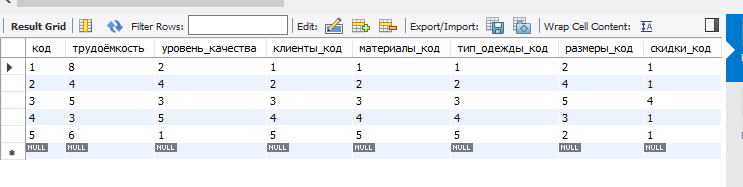 Result Grid Filter Rows: Edit: Export/Import: Wrap Cell Content:
код трудоёмкость уровень_качества клиенты_код материалы_код тип_одежды_код размеры_код скидки_код
1 8 2 1 1 1 2 1
2 4 4 2 2 2 4 1
3 5 3 3 3 3 5 4
4 3 5 4 4 4 3 1
5 6 1 5 5 5 2 1
NULL NULL NULL NULL NULL NULL NULL NULL